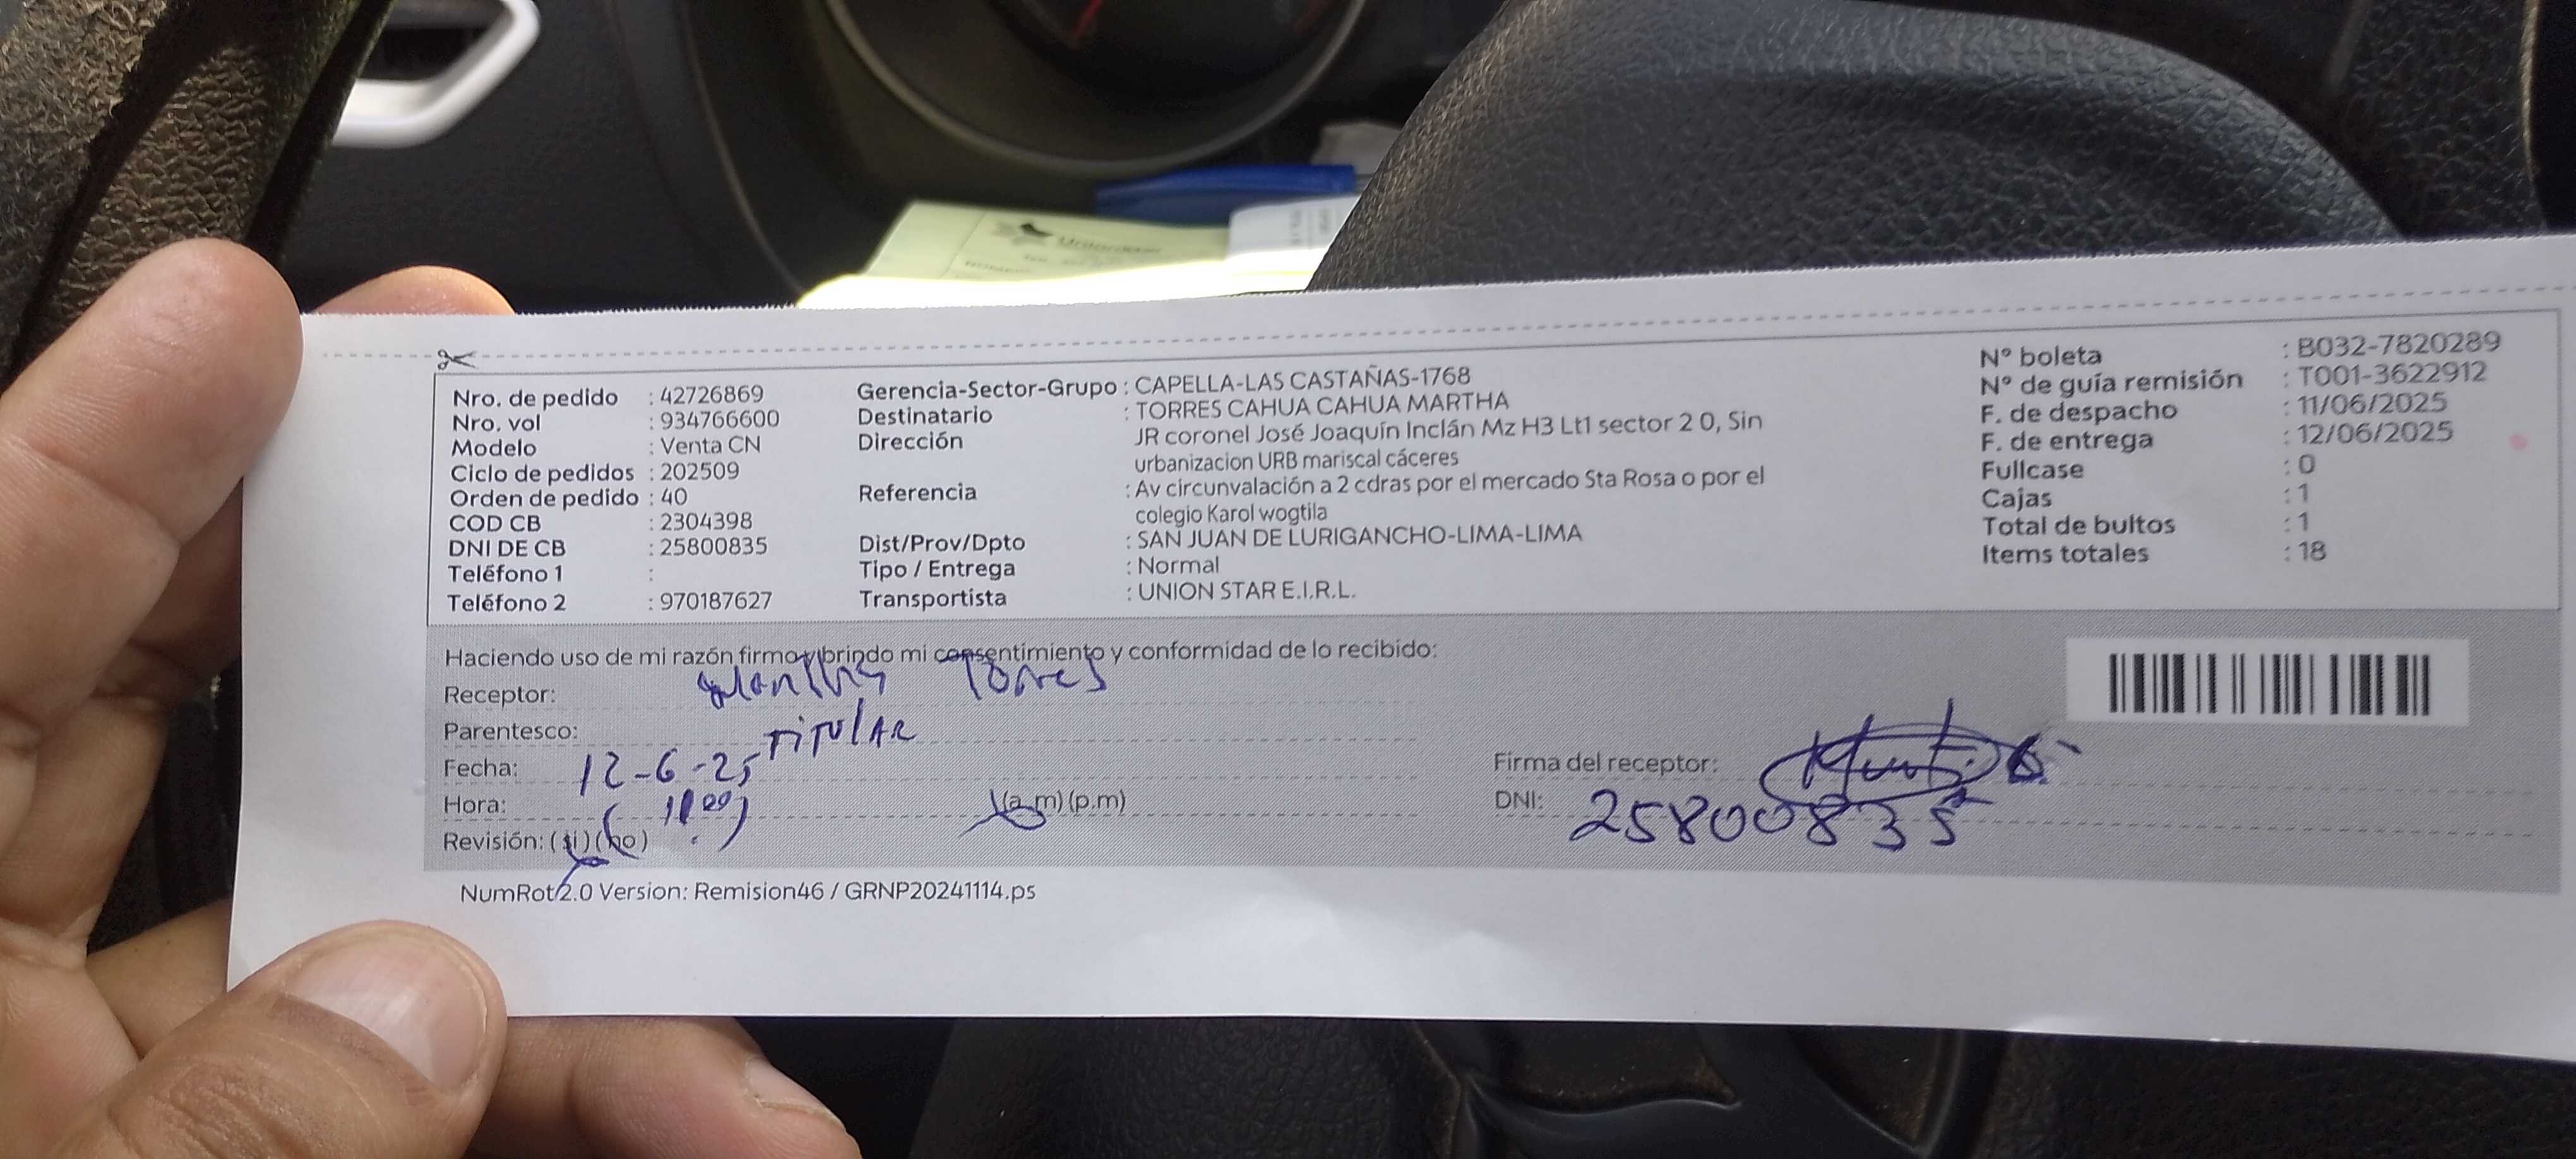 Nro. de pedido : 42726869
Nro. vol : 934766600
Modelo : Venta CN
Ciclo de pedidos : 202509
Orden de pedido : 40
COD CB : 2304398
DNI DE CB : 25800835
Teléfono 1 :
Teléfono 2 : 970187627
Gerencia-Sector-Grupo : CAPELLA-LAS CASTAÑAS-1768
Destinatario : TORRES CAHUA CAHUA MARTHA
Dirección JR coronel José Joaquín Inclán Mz H3 Lt1 sector 2 0, Sin
urbanizacion URB mariscal cáceres
Referencia : Av circunvalación a 2 cdras por el mercado Sta Rosa o por el
colegio Karol wogtila
Dist/Prov/Dpto : SAN JUAN DE LURIGANCHO-LIMA-LIMA
Tipo / Entrega : Normal
Transportista : UNION STAR E.I.R.L.
N° boleta : B032-7820289
N° de guía remisión : T001-3622912
F. de despacho : 11/06/2025
F. de entrega : 12/06/2025
Fullcase : 0
Cajas : 1
Total de bultos : 1
Items totales : 18
Haciendo uso de mi razón firmo y brindo mi consentimiento y conformidad de lo recibido:
Receptor: Torres
Parentesco: TITULAR
Fecha: 12-6-25
Hora: (11:00) (a.m) (p.m)
Revisión: (si) (no)
Firma del receptor:
DNI: 25800835
NumRot2.0 Version: Remision46 / GRNP20241114.ps